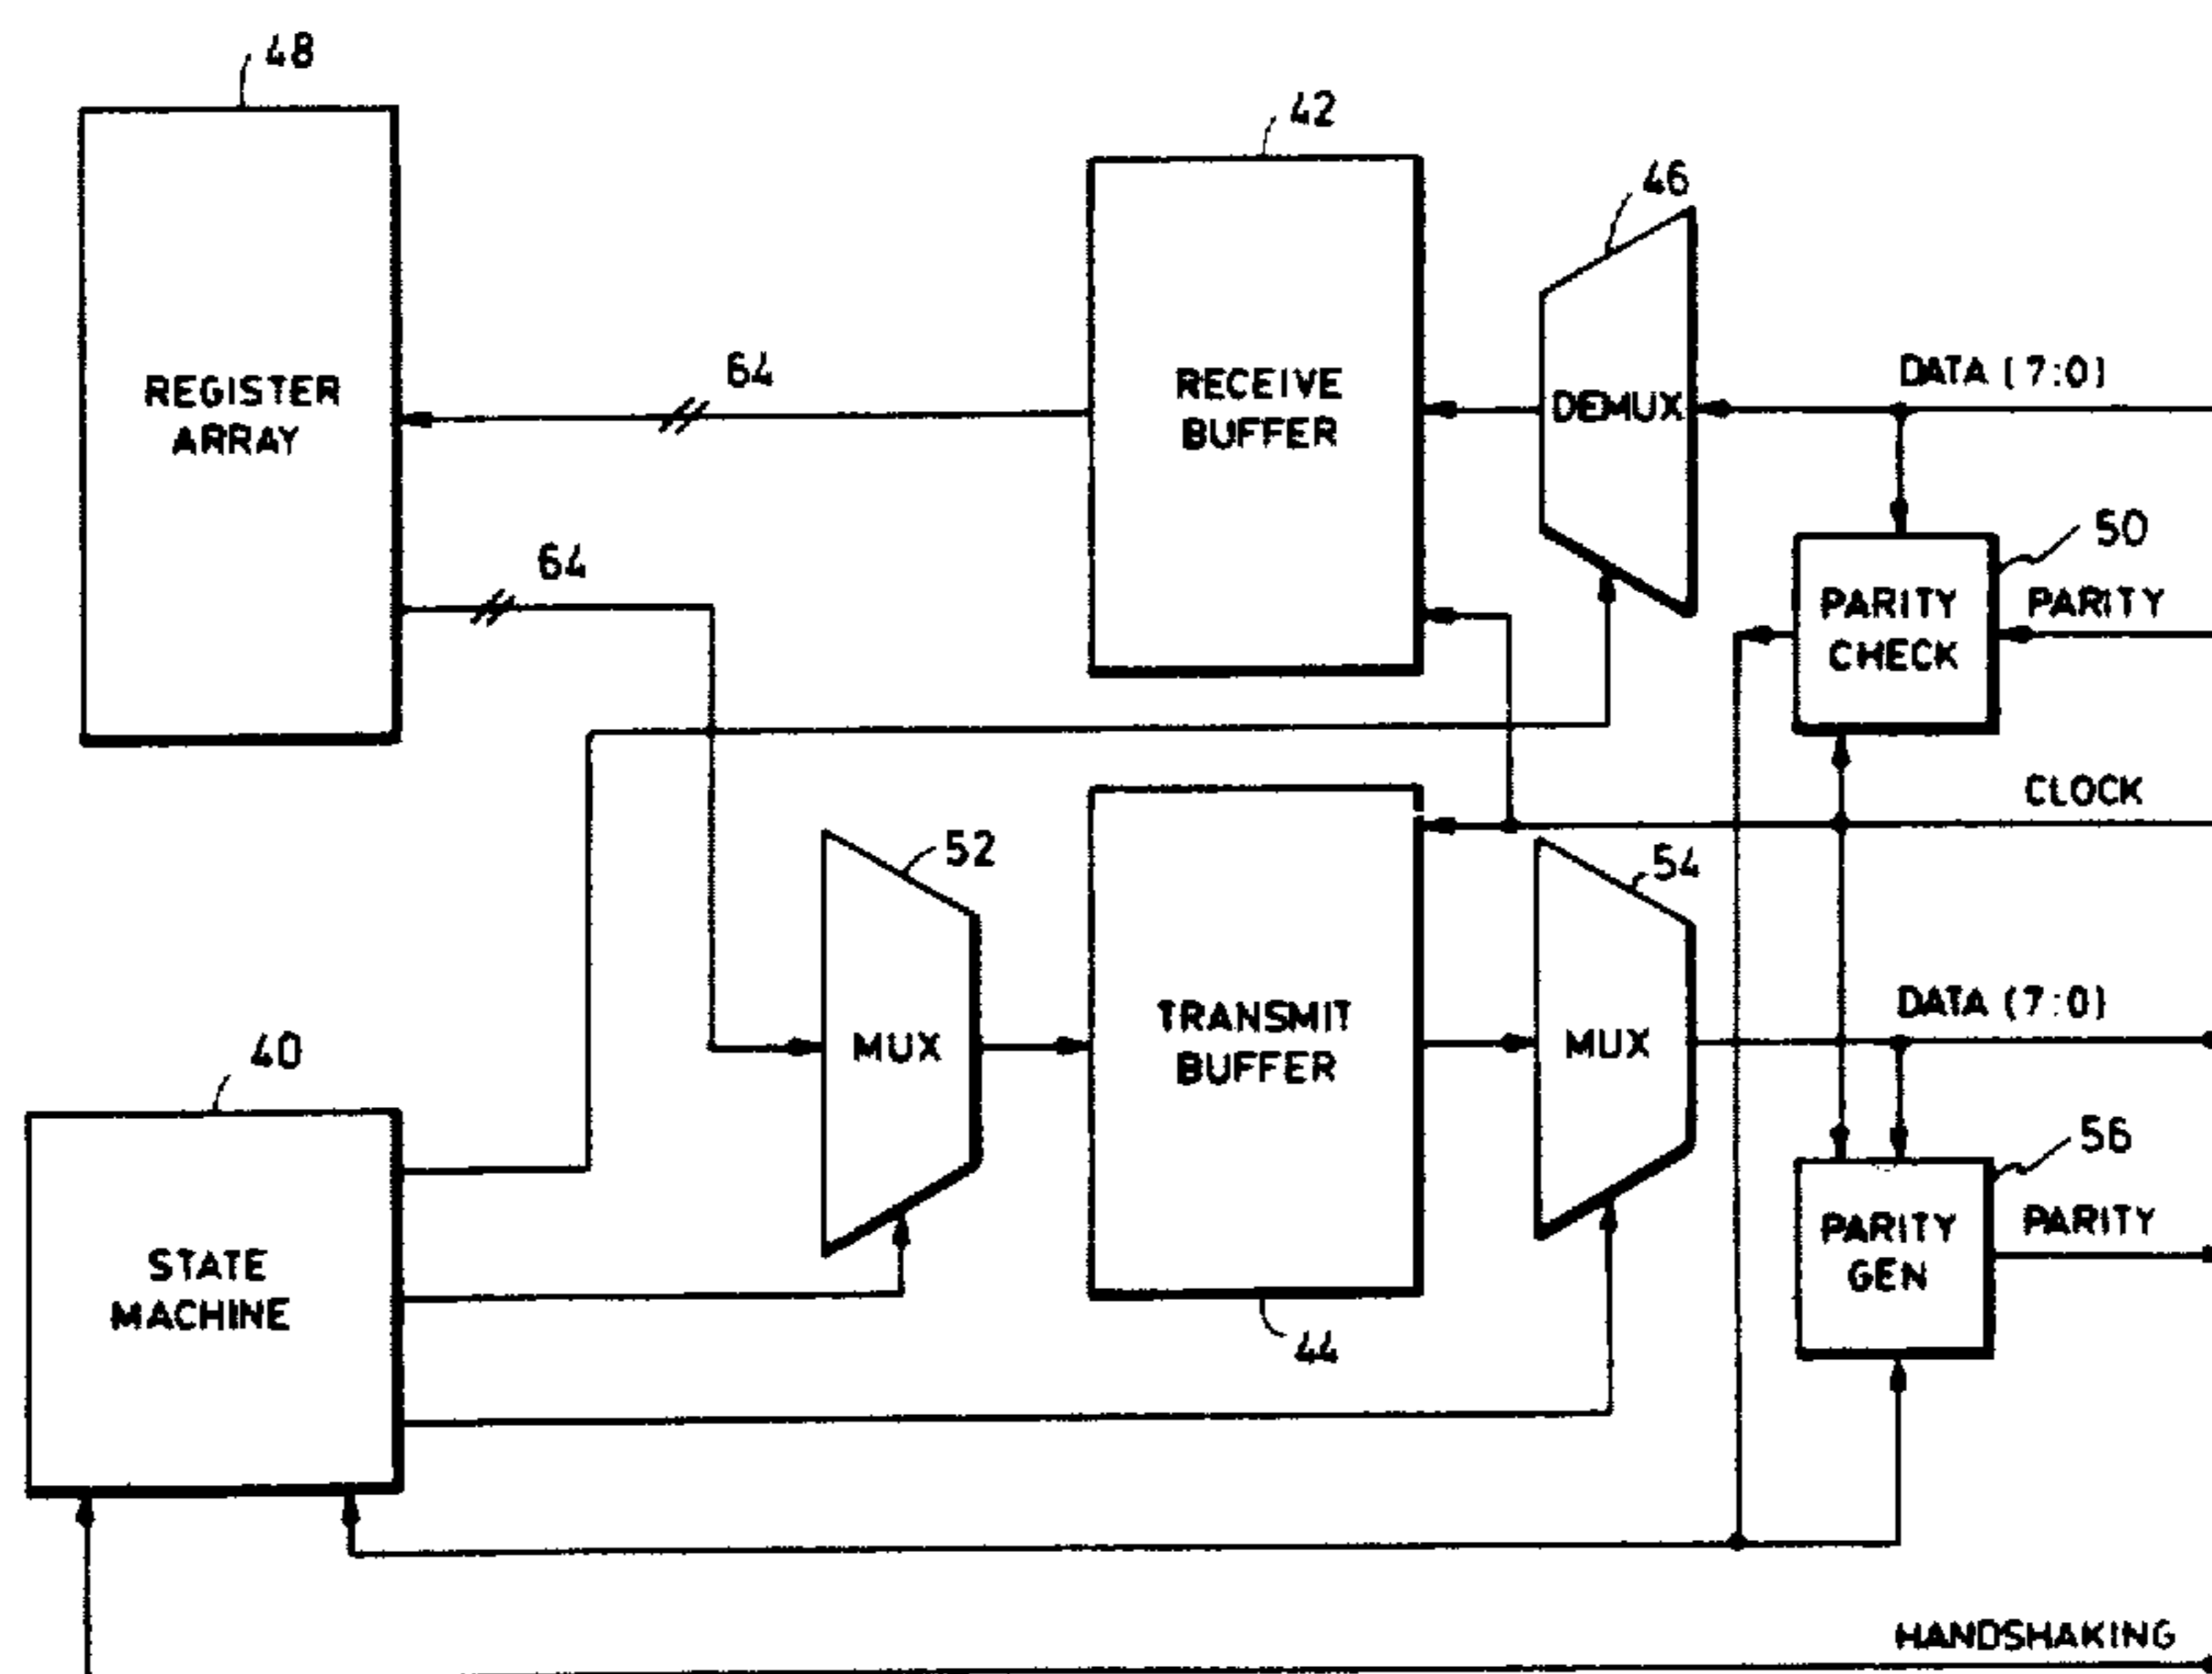 48
42
46
REGISTER
ARRAY
64
RECEIVE
BUFFER
DEMUX
DATA (7:0)
64
50
PARITY
CHECK
PARITY
CLOCK
52
54
MUX
TRANSMIT
BUFFER
MUX
DATA (7:0)
40
STATE
MACHINE
44
56
PARITY
GEN
PARITY
HANDSHAKING